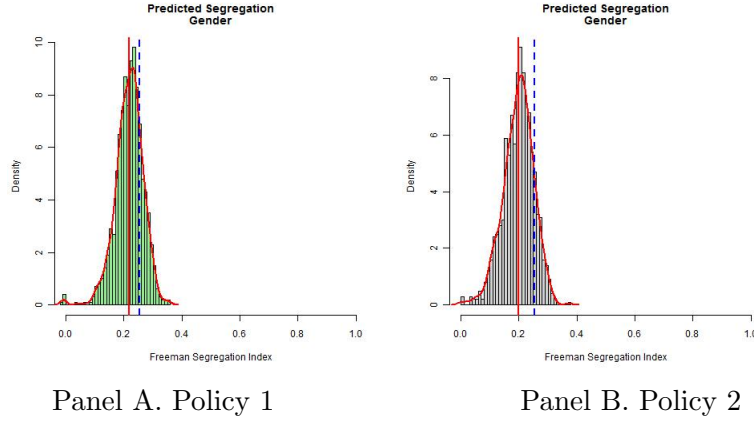 Predicted Segregation
Gender
Density
0
2
4
6
8
10
0.0 0.2 0.4 0.6 0.8 1.0
Freeman Segregation Index
Panel A. Policy 1
Predicted Segregation
Gender
Density
0
2
4
6
8
0.0 0.2 0.4 0.6 0.8 1.0
Freeman Segregation Index
Panel B. Policy 2